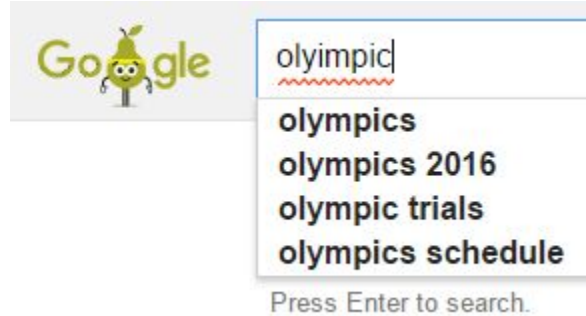 Google
olyimpic
olympics
olympics 2016
olympic trials
olympics schedule
Press Enter to search.